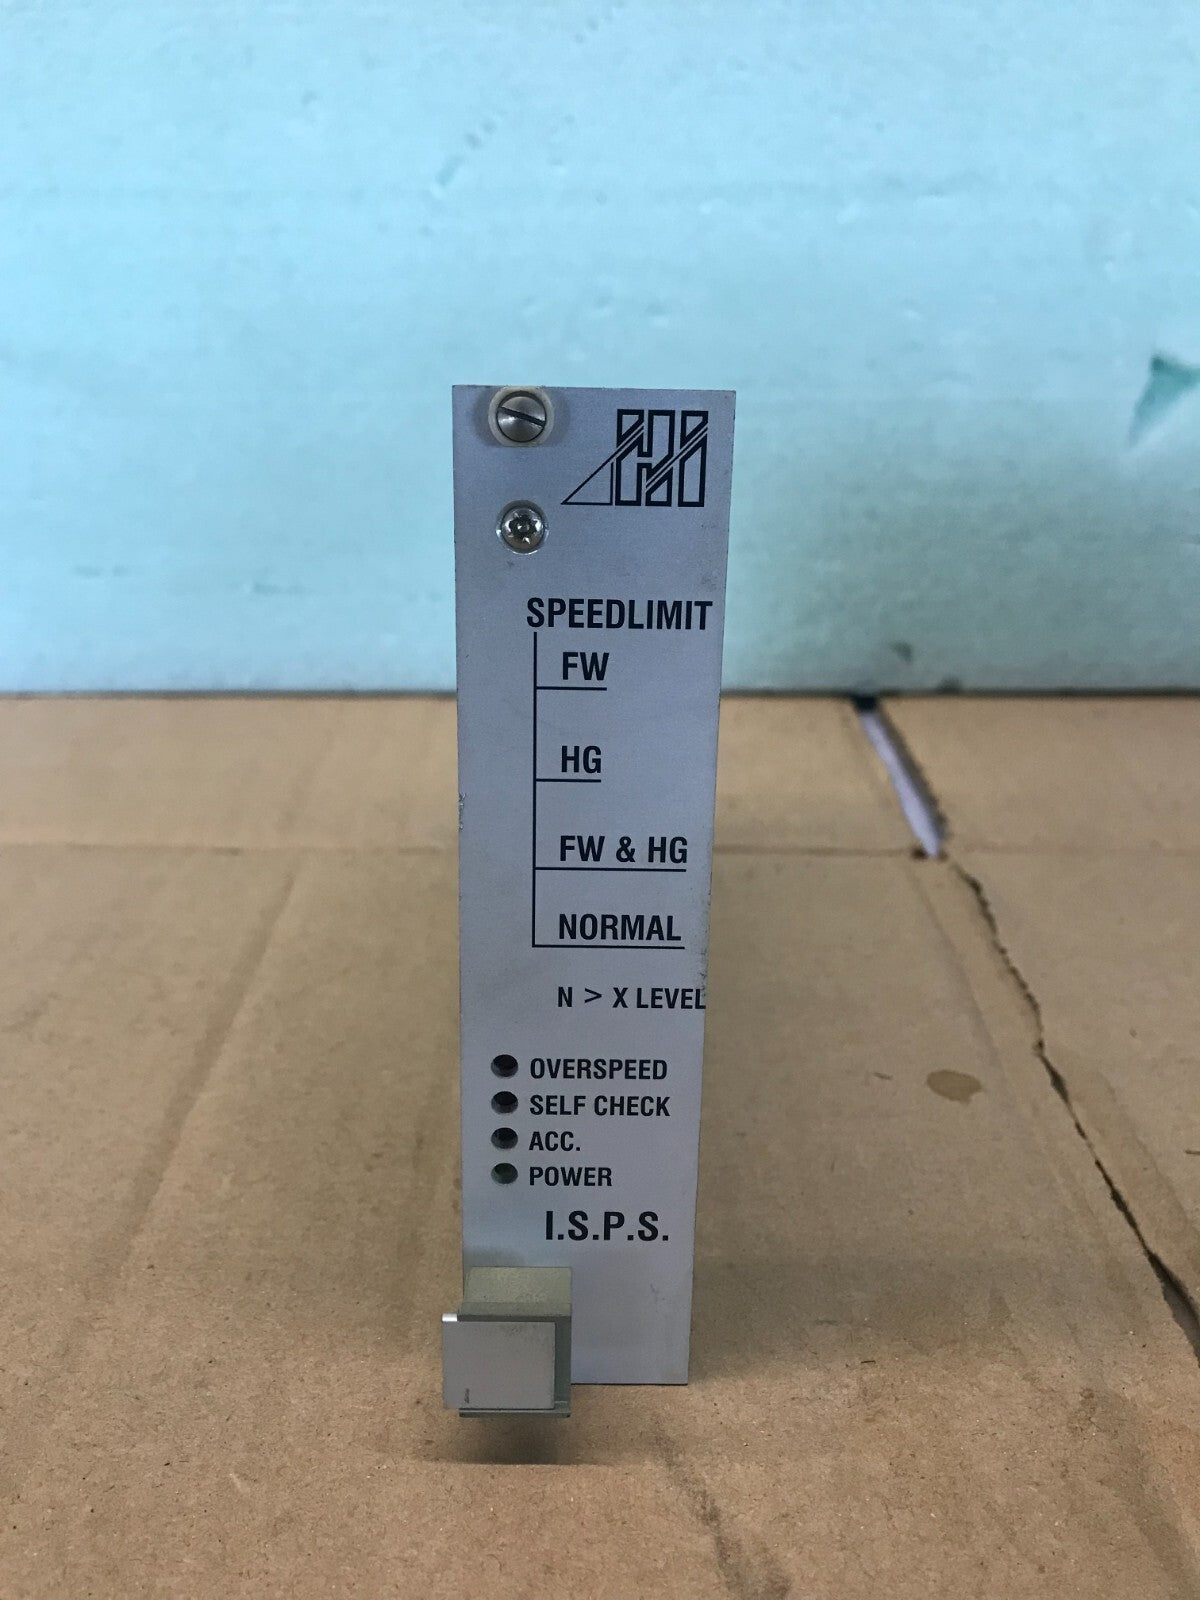 SPEEDLIMIT
FW
HG
FW & HG
NORMAL
N > X LEVEL
OVERSPEED
SELF CHECK
ACC.
POWER
I.S.P.S.